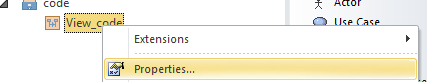 code
Actor
View_code
Use Case
Extensions
Properties...